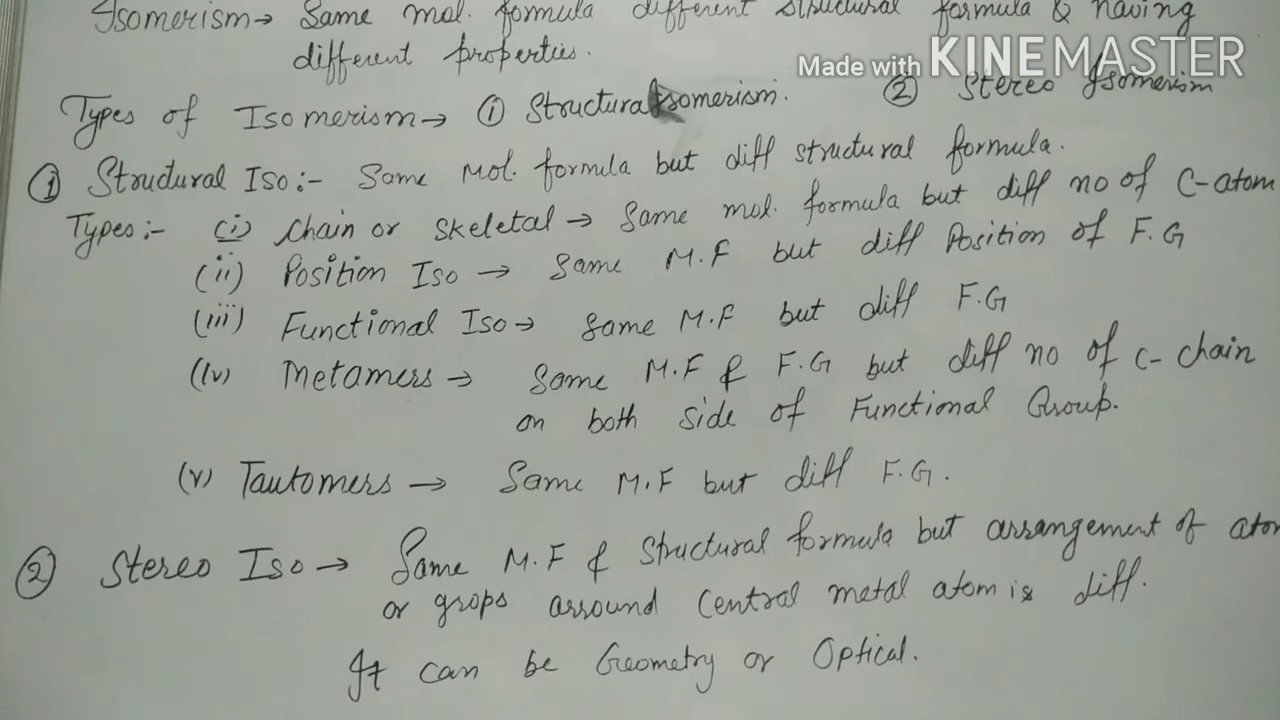 Isomerism → Same mol. formula different structural formula & having
different properties.
Made with KINEMASTER
Types of Isomerism → ① Structural Isomerism. ② Stereo Isomerism
① Structural Iso:- Same Mol. formula but diff structural formula.
Types:- (i) Chain or Skeletal → Same mol. formula but diff no of C-atom
(ii) Position Iso → Same M.F but diff Position of F.G
(iii) Functional Iso → Same M.F but diff F.G
(iv) Metamers → Same M.F & F.G but diff no of C-chain
on both side of Functional Group.
(v) Tautomers → Same M.F but diff F.G.
② Stereo Iso → Same M.F & Structural formula but arrangement of atom
or grops assound Central metal atom is diff.
It can be Geometry or Optical.